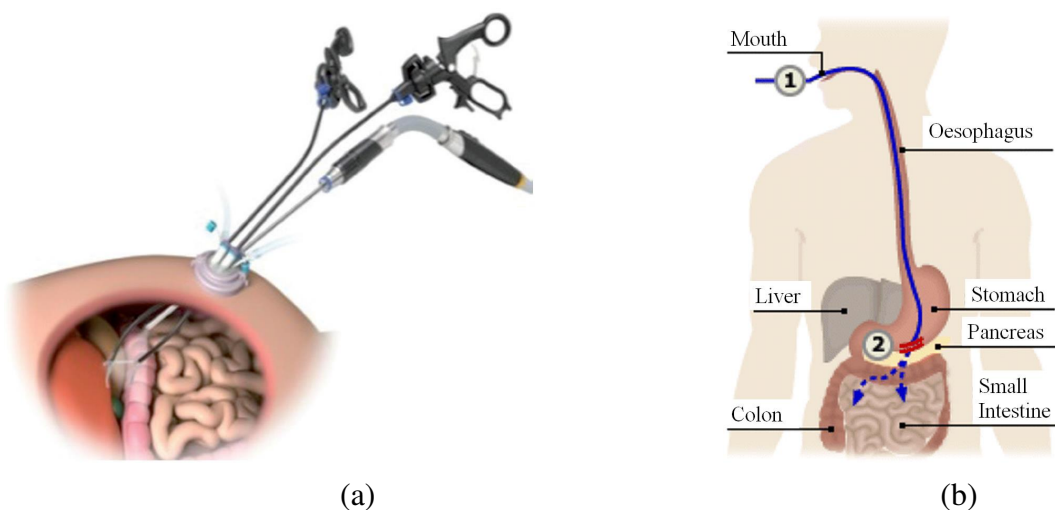 Mouth
1
Oesophagus
Liver
Stomach
2
Pancreas
Small
Intestine
Colon
(a)
(b)